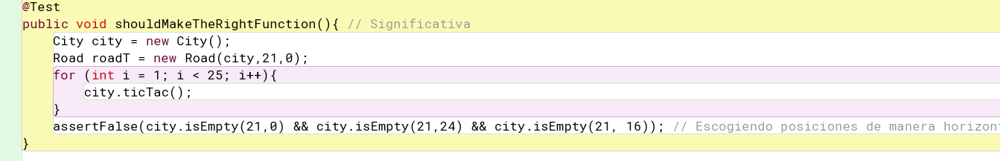 @Test
public void shouldMakeTheRightFunction(){ // Significativa
City city = new City();
Road roadT = new Road(city,21,0);
for (int i = 1; i < 25; i++){
city.ticTac();
}
assertFalse(city.isEmpty(21,0) && city.isEmpty(21,24) && city.isEmpty(21, 16)); // Escogiendo posiciones de manera
}